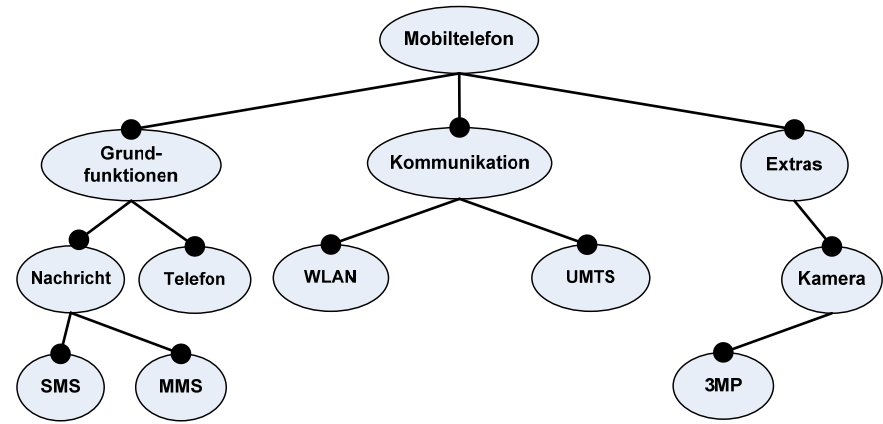 Mobiltelefon
Grund-
funktionen
Kommunikation
Extras
Nachricht
Telefon
WLAN
UMTS
Kamera
SMS
MMS
3MP